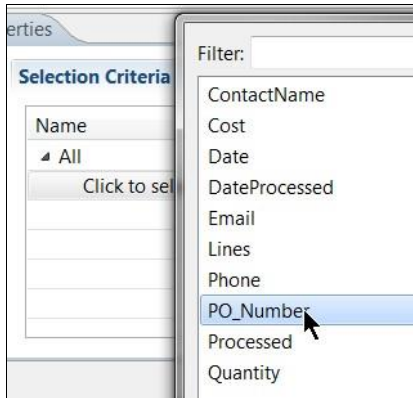 erties
Selection Criteria
Name
All
Click to sel
Filter:
ContactName
Cost
Date
DateProcessed
Email
Lines
Phone
PO_Number
Processed
Quantity